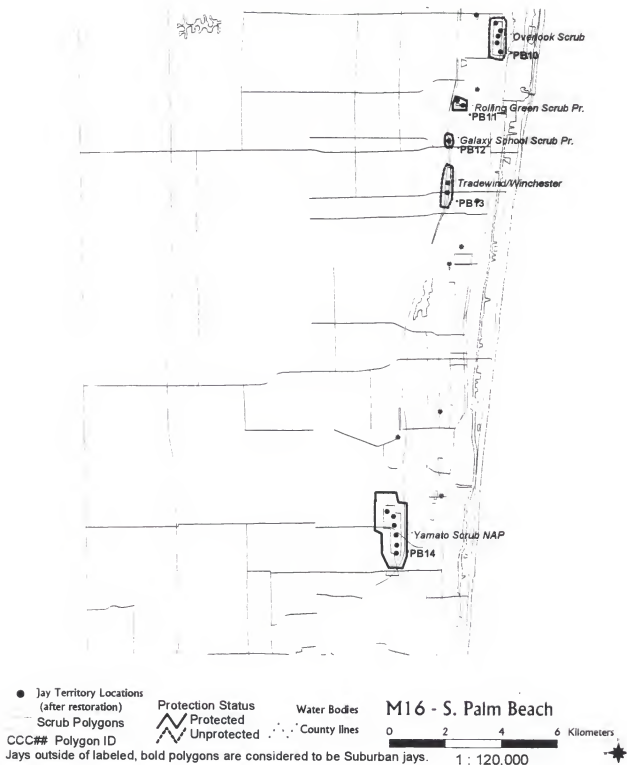 Overlook Scrub
PB10
Rolling Green Scrub Pr.
PB11
Galaxy School Scrub Pr.
PB12
Tradewind/Winchester
PB13
Yamato Scrub NAP
PB14
Jay Territory Locations
(after restoration)
Scrub Polygons
CCC## Polygon ID
Protection Status
Protected
Unprotected
Water Bodies
County lines
M16 - S. Palm Beach
0 2 4 6 Kilometers
1 : 120,000
Jays outside of labeled, bold polygons are considered to be Suburban jays.